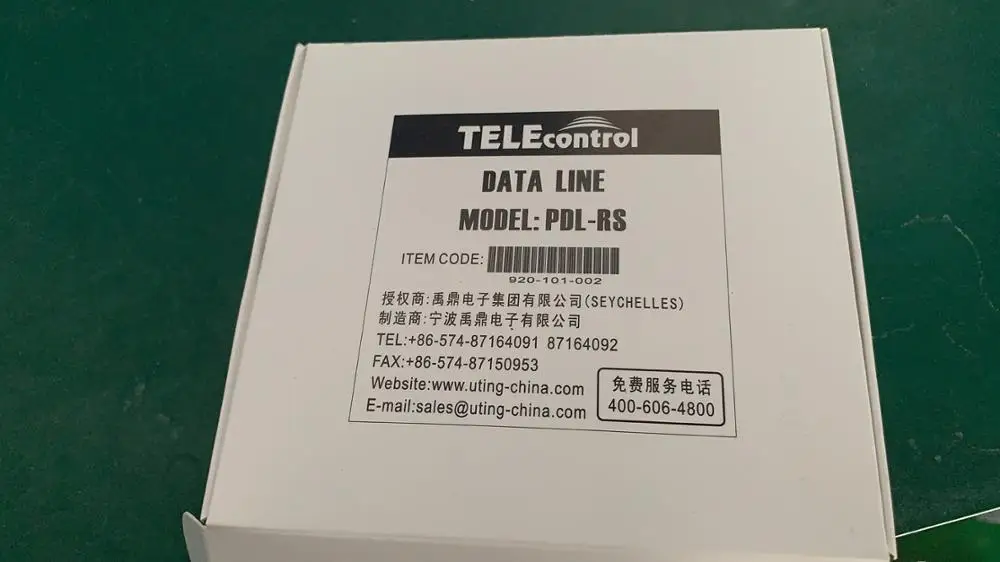 TELEcontrol
DATA LINE
MODEL: PDL-RS
ITEM CODE:
920-101-002
授权商:禹鼎电子集团有限公司(SEYCHELLES)
制造商:宁波禹鼎电子有限公司
TEL:+86-574-87164091 87164092
FAX:+86-574-87150953
Website:www.uting-china.com
E-mail:sales@uting-china.com
免费服务电话
400-606-4800